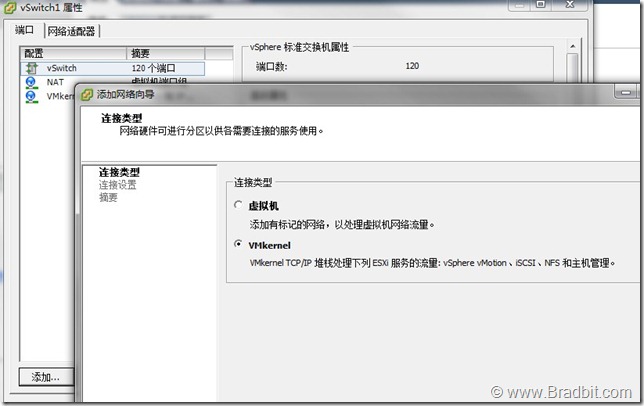 vSwitch1 属性
端口 网络适配器
配置 摘要
vSwitch 120 个端口
NAT 虚拟机端口组
vSphere 标准交换机属性
端口数: 120
添加网络向导
连接类型
网络硬件可进行分区以供各需要连接的服务使用。
连接类型
连接设置
摘要
连接类型
虚拟机
添加有标记的网络，以处理虚拟机网络流量。
VMkernel
VMkernel TCP/IP 堆栈处理下列 ESXi 服务的流量: vSphere vMotion、iSCSI、NFS 和主机管理。
添加...
© www.Bradbit.com